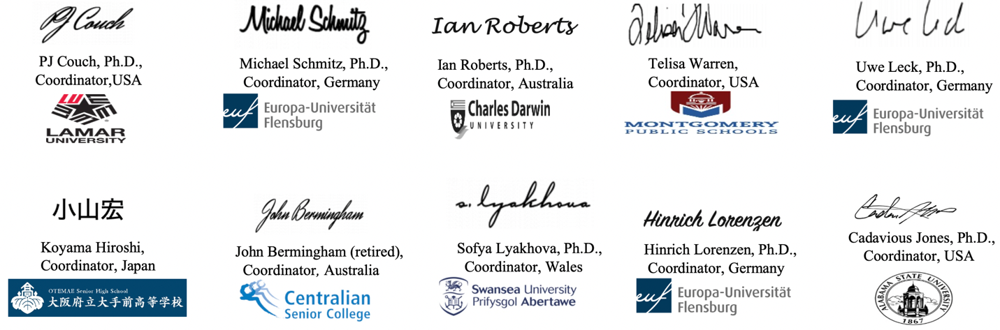 PJ Couch
PJ Couch, Ph.D.,
Coordinator,USA
LAMAR
UNIVERSITY
Michael Schmitz
Michael Schmitz, Ph.D.,
Coordinator, Germany
euf
Europa-Universität
Flensburg
Ian Roberts
Ian Roberts, Ph.D.,
Coordinator, Australia
Charles Darwin
UNIVERSITY
Telisa Warren
Telisa Warren,
Coordinator, USA
MONTGOMERY
PUBLIC SCHOOLS
Uwe Leck
Uwe Leck, Ph.D.,
Coordinator, Germany
euf
Europa-Universität
Flensburg
小山宏
Koyama Hiroshi,
Coordinator, Japan
OTEMAE Senior High School
大阪府立大手前高等学校
John Bermingham
John Bermingham (retired),
Coordinator, Australia
Centralian
Senior College
s. lyakhova
Sofya Lyakhova, Ph.D.,
Coordinator, Wales
Swansea University
Prifysgol Abertawe
Hinrich Lorenzen
Hinrich Lorenzen, Ph.D.,
Coordinator, Germany
euf
Europa-Universität
Flensburg
Cadavious Jones, Ph.D.,
Coordinator, USA
ALABAMA STATE UNIVERSITY
1867